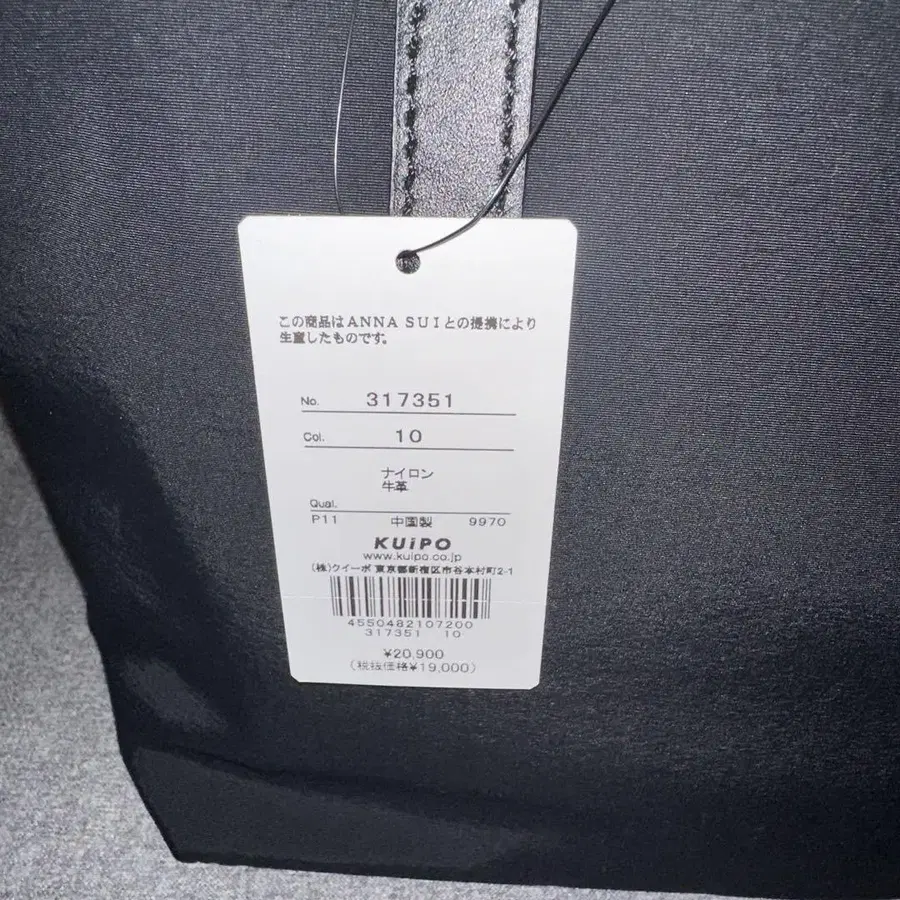 この商品はANNA SUIとの提携により
生産したものです。
No. 317351
Col. 10
ナイロン
牛革
Qual.
P11 中国製 9970
KUiPO
www.kuipo.co.jp
(株)クイーポ 東京都新宿区市谷本村町2-1
4550482107200
317351 10
¥20,900
(税抜価格¥19,000)